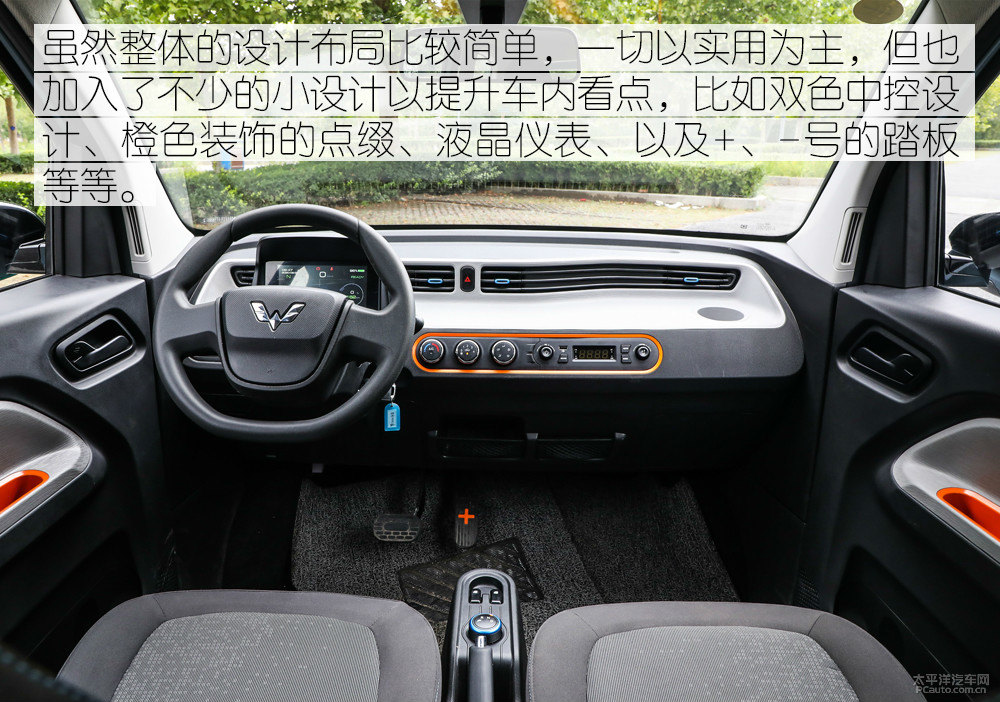 虽然整体的设计布局比较简单，一切以实用为主，但也
加入了不少的小设计以提升车内看点，比如双色中控设
计、橙色装饰的点缀、液晶仪表、以及+、-号的踏板
等等。
READY
太平洋汽车网
PCauto.com.cn